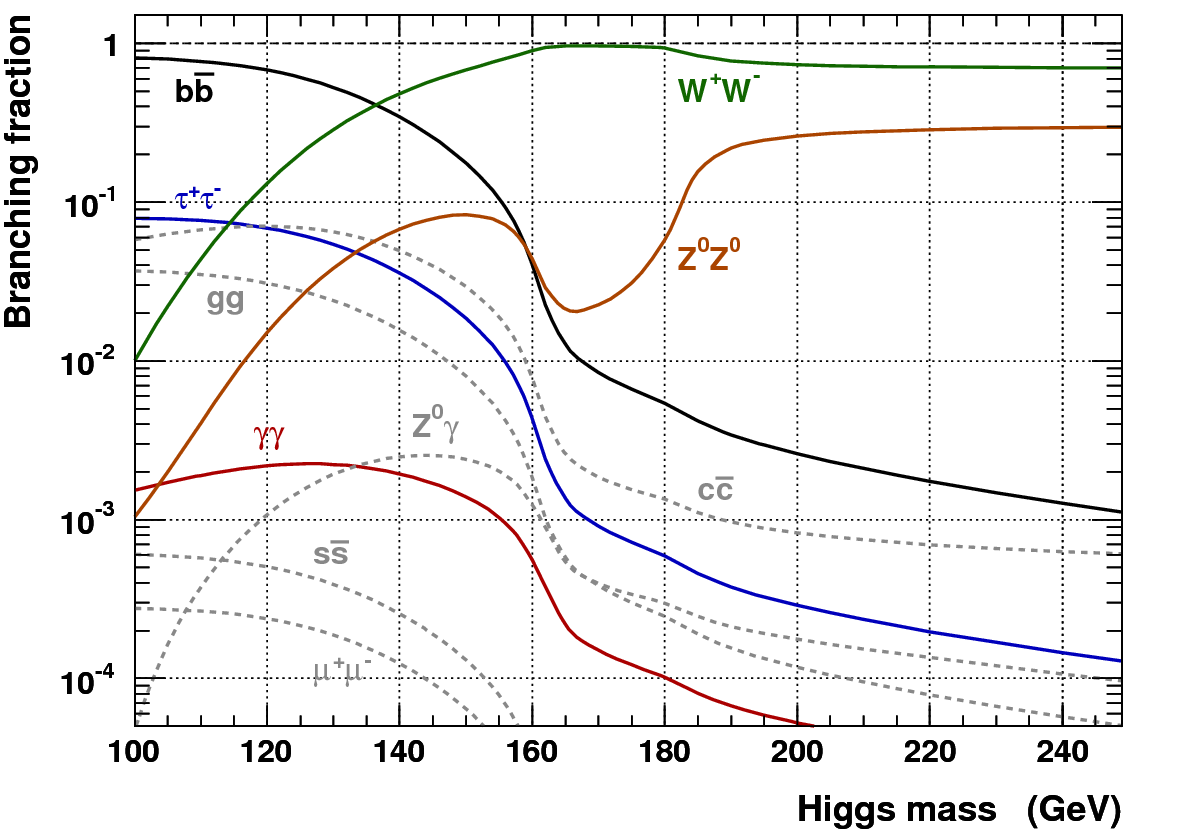 Branching fraction
1
10⁻¹
10⁻²
10⁻³
10⁻⁴
bb̅
W⁺W⁻
τ⁺τ⁻
Z⁰Z⁰
gg
γγ
Z⁰γ
cc̅
ss̅
μ⁺μ⁻
100 120 140 160 180 200 220 240
Higgs mass (GeV)